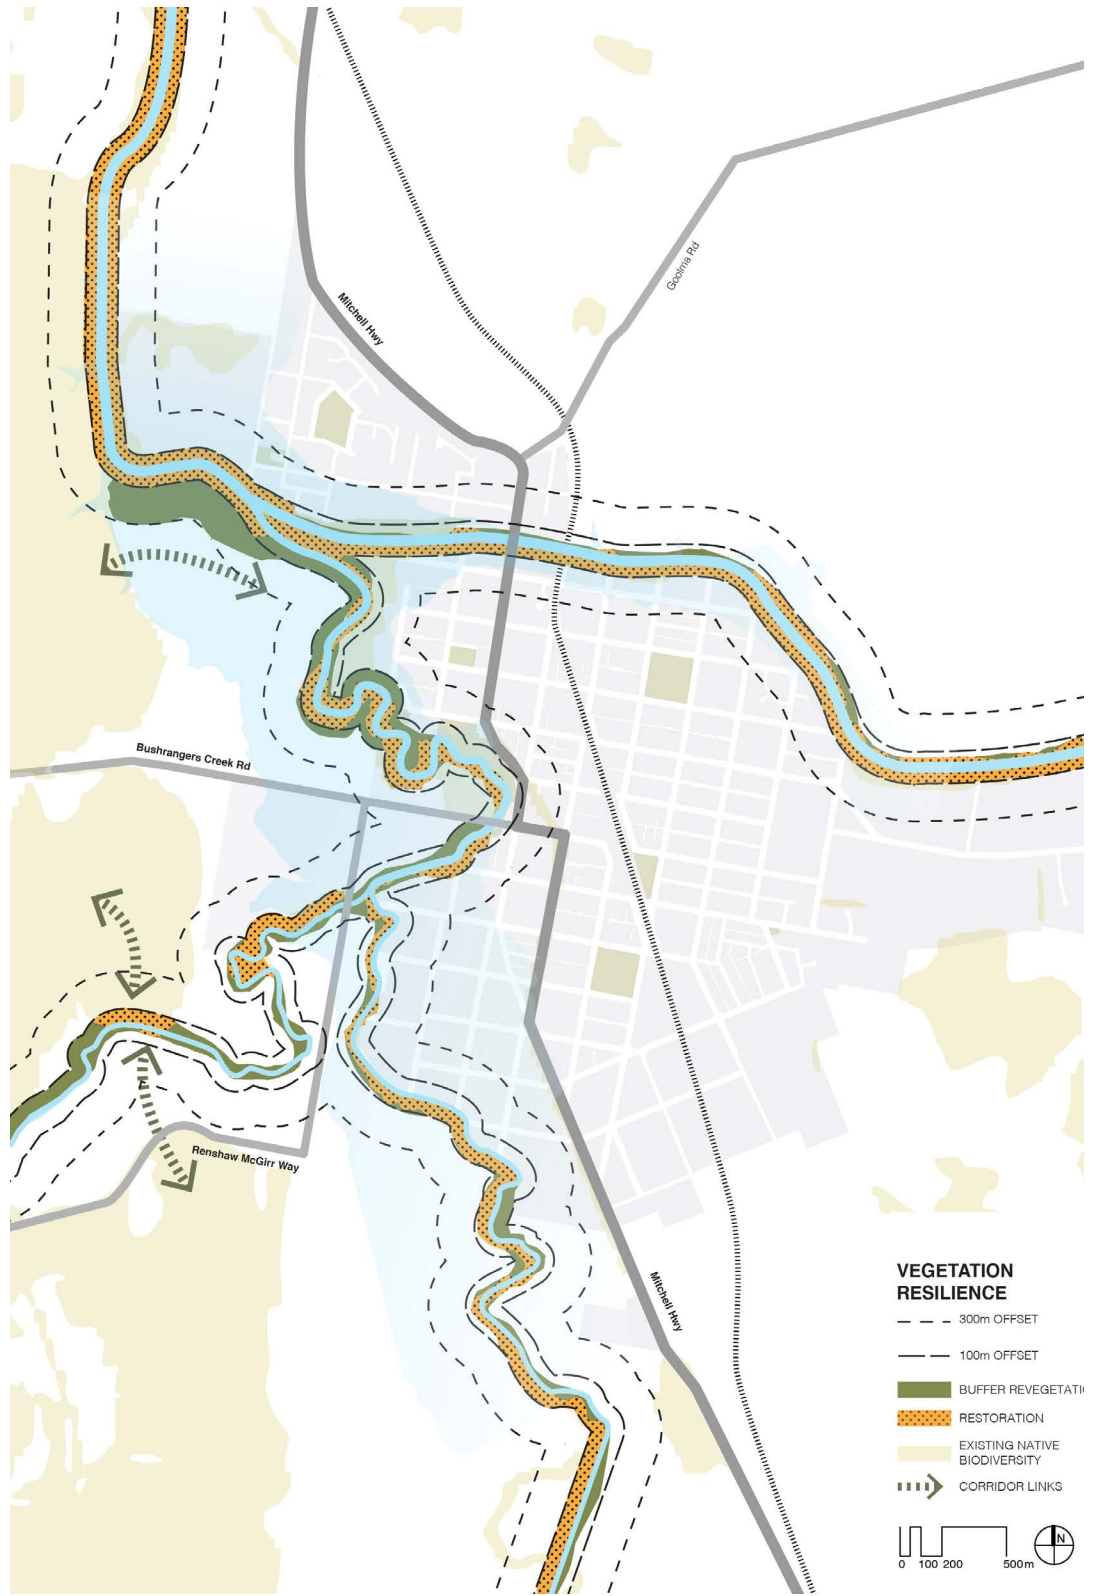 Goolma Rd
Mitchell Hwy
Bushrangers Creek Rd
Renshaw McGirr Way
Mitchell Hwy
VEGETATION
RESILIENCE
300m OFFSET
100m OFFSET
BUFFER REVEGETATI
RESTORATION
EXISTING NATIVE
BIODIVERSITY
CORRIDOR LINKS
0 100 200 500m
N